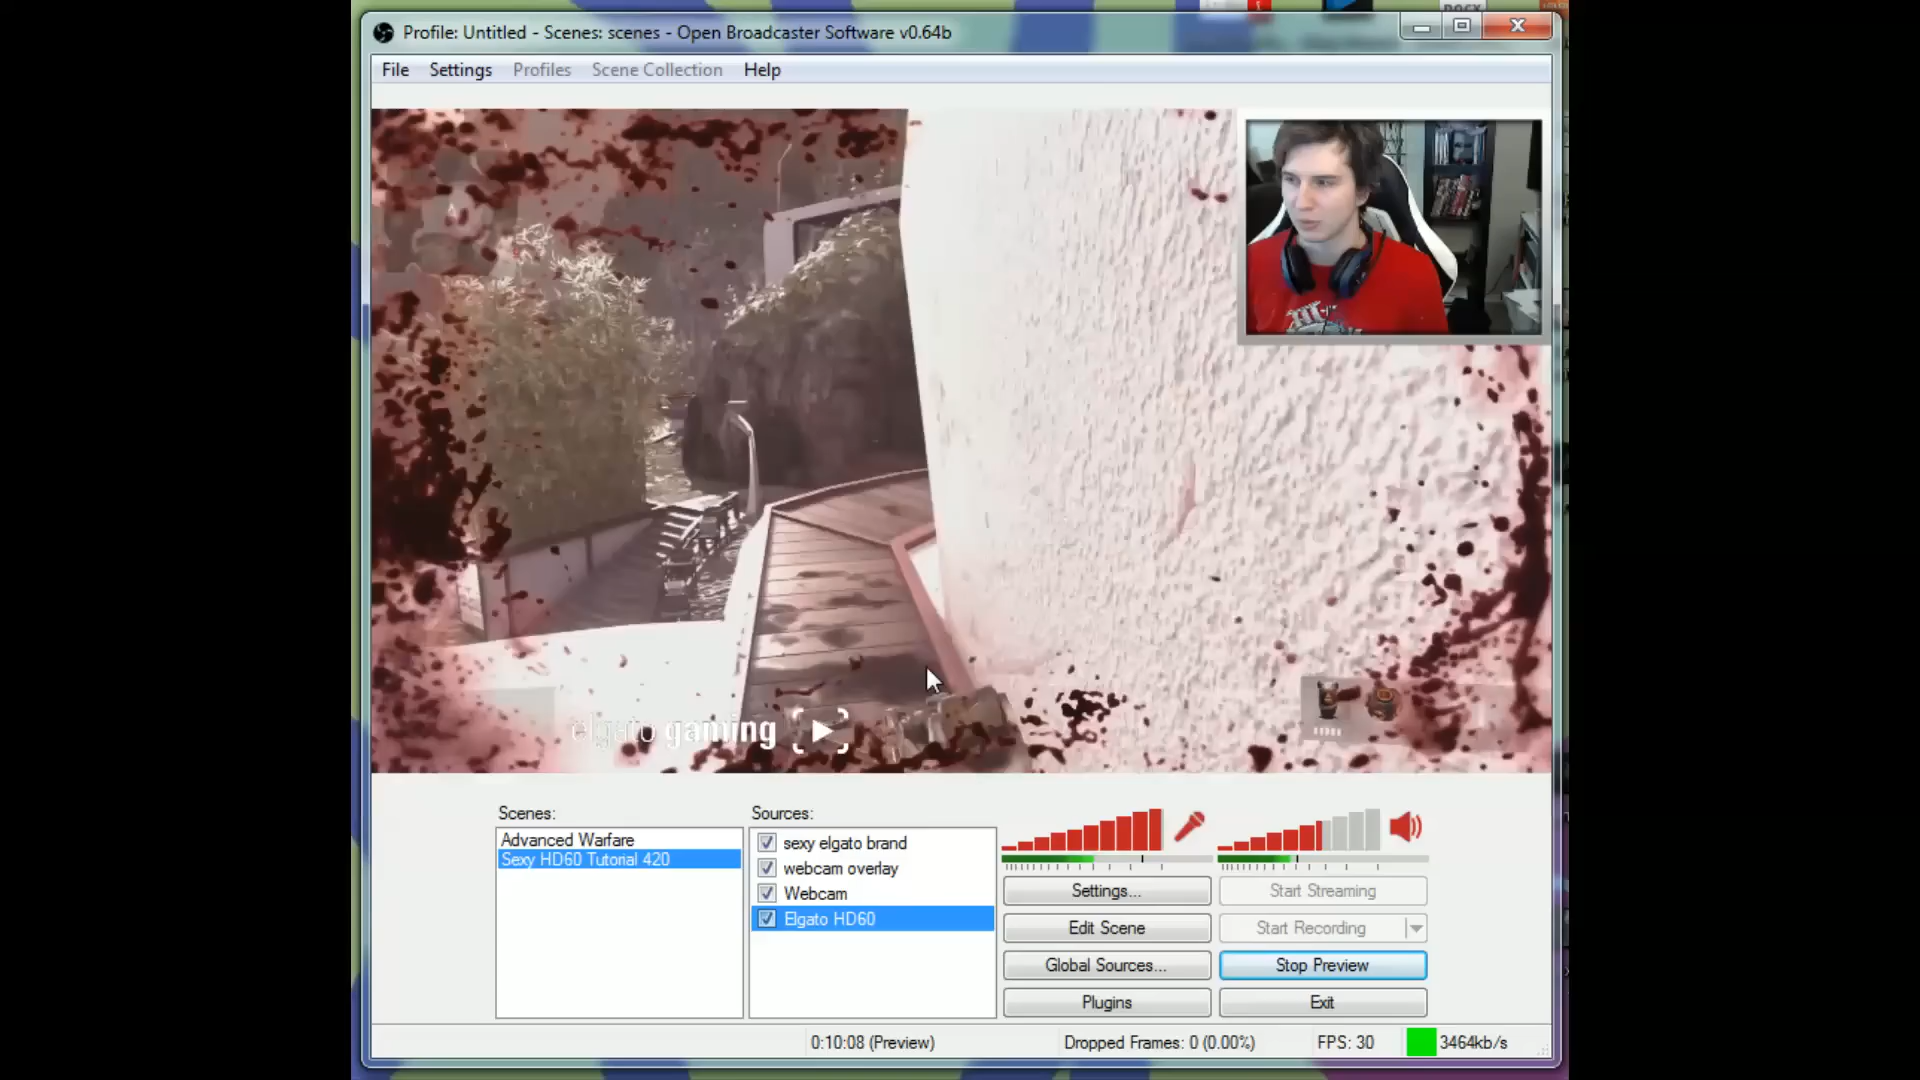 DOCX
Profile: Untitled - Scenes: scenes - Open Broadcaster Software v0.64b
File Settings Profiles Scene Collection Help
elgato gaming
Scenes:
Advanced Warfare
Sexy HD60 Tutorial 420
Sources:
sexy elgato brand
webcam overlay
Webcam
Elgato HD60
Settings...
Start Streaming
Edit Scene
Start Recording
Global Sources...
Stop Preview
Plugins
Exit
0:10:08 (Preview)
Dropped Frames: 0 (0.00%)
FPS: 30
3464kb/s